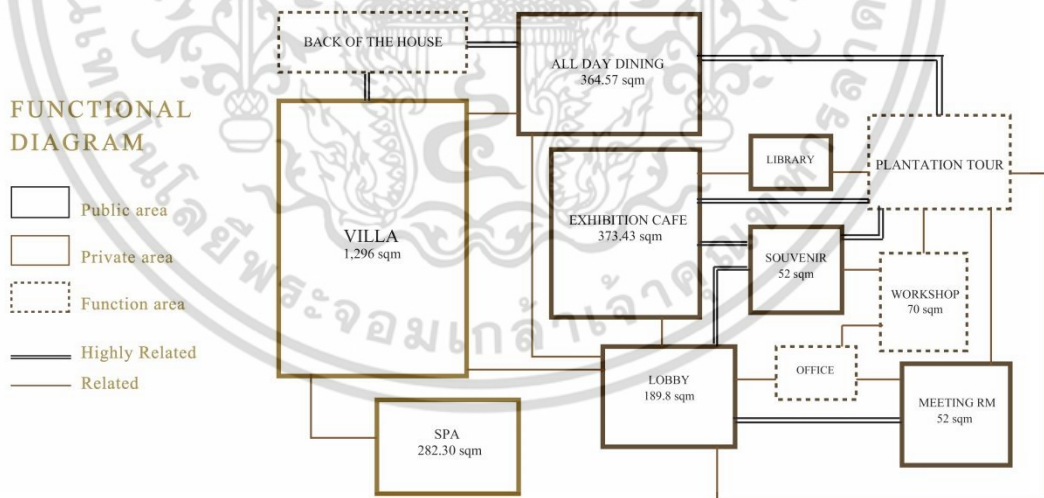 FUNCTIONAL
DIAGRAM
Public area
Private area
Function area
Highly Related
Related
BACK OF THE HOUSE
ALL DAY DINING
364.57 sqm
VILLA
1,296 sqm
LIBRARY
PLANTATION TOUR
EXHIBITION CAFE
373.43 sqm
SOUVENIR
52 sqm
WORKSHOP
70 sqm
LOBBY
189.8 sqm
OFFICE
MEETING RM
52 sqm
SPA
282.30 sqm